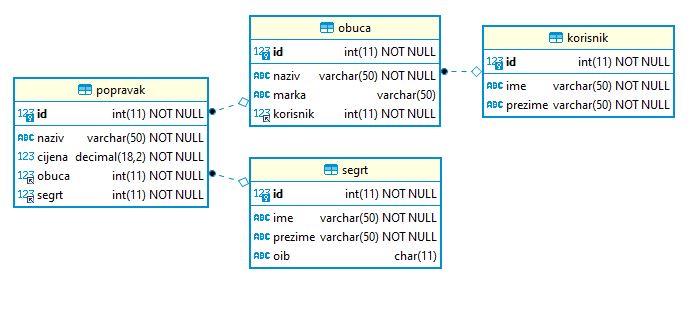 popravak
123 id int(11) NOT NULL
ABC naziv varchar(50) NOT NULL
123 cijena decimal(18,2) NOT NULL
123 obuca int(11) NOT NULL
123 segrt int(11) NOT NULL
obuca
123 id int(11) NOT NULL
ABC naziv varchar(50) NOT NULL
ABC marka varchar(50)
123 korisnik int(11) NOT NULL
korisnik
123 id int(11) NOT NULL
ABC ime varchar(50) NOT NULL
ABC prezime varchar(50) NOT NULL
segrt
123 id int(11) NOT NULL
ABC ime varchar(50) NOT NULL
ABC prezime varchar(50) NOT NULL
ABC oib char(11)